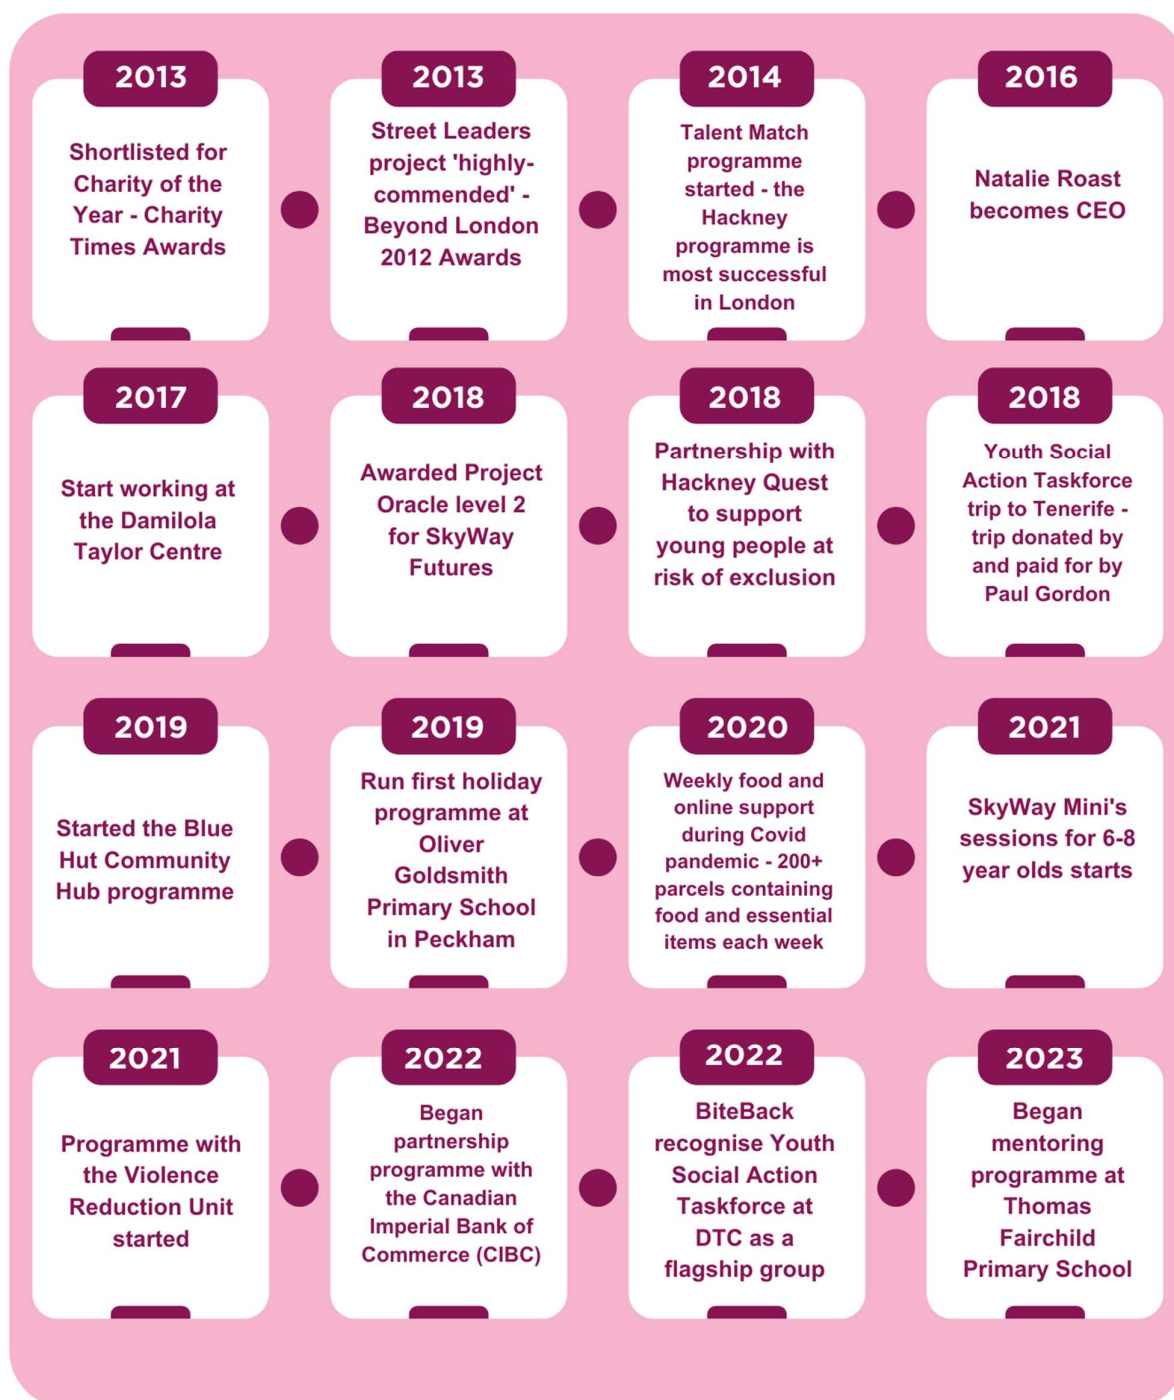 2013
Shortlisted for
Charity of the
Year - Charity
Times Awards
2013
Street Leaders
project 'highly-
commended' -
Beyond London
2012 Awards
2014
Talent Match
programme
started - the
Hackney
programme is
most successful
in London
2016
Natalie Roast
becomes CEO
2017
Start working at
the Damilola
Taylor Centre
2018
Awarded Project
Oracle level 2
for SkyWay
Futures
2018
Partnership with
Hackney Quest
to support
young people at
risk of exclusion
2018
Youth Social
Action Taskforce
trip to Tenerife -
trip donated by
and paid for by
Paul Gordon
2019
Started the Blue
Hut Community
Hub programme
2019
Run first holiday
programme at
Oliver
Goldsmith
Primary School
in Peckham
2020
Weekly food and
online support
during Covid
pandemic - 200+
parcels containing
food and essential
items each week
2021
SkyWay Mini's
sessions for 6-8
year olds starts
2021
Programme with
the Violence
Reduction Unit
started
2022
Began
partnership
programme with
the Canadian
Imperial Bank of
Commerce (CIBC)
2022
BiteBack
recognise Youth
Social Action
Taskforce at
DTC as a
flagship group
2023
Began
mentoring
programme at
Thomas
Fairchild
Primary School